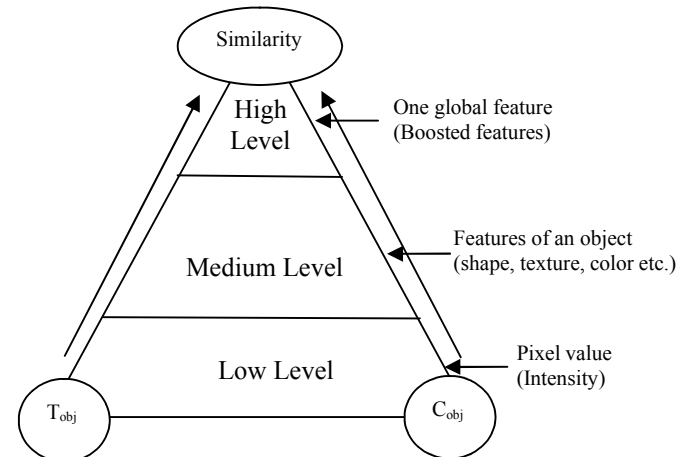 Similarity
High
Level
One global feature
(Boosted features)
Medium Level
Features of an object
(shape, texture, color etc.)
Low Level
Pixel value
(Intensity)
Tobj
Cobj